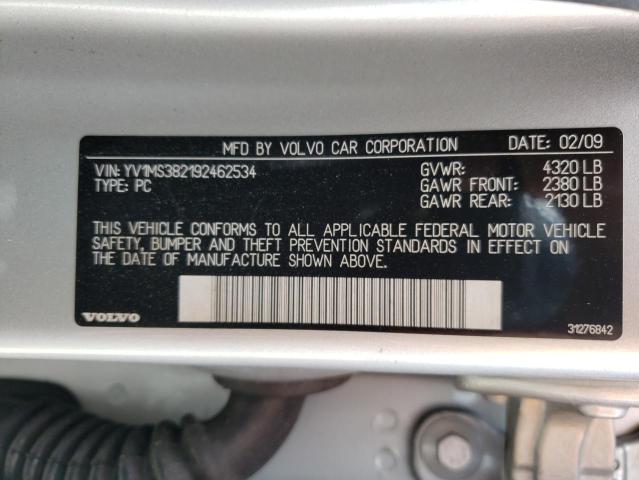 MFD BY VOLVO CAR CORPORATION DATE: 02/09
VIN: YV1MS382192462534 GVWR: 4320 LB
TYPE: PC GAWR FRONT: 2380 LB
GAWR REAR: 2130 LB
THIS VEHICLE CONFORMS TO ALL APPLICABLE FEDERAL MOTOR VEHICLE
SAFETY, BUMPER AND THEFT PREVENTION STANDARDS IN EFFECT ON
THE DATE OF MANUFACTURE SHOWN ABOVE.
VOLVO 31276842